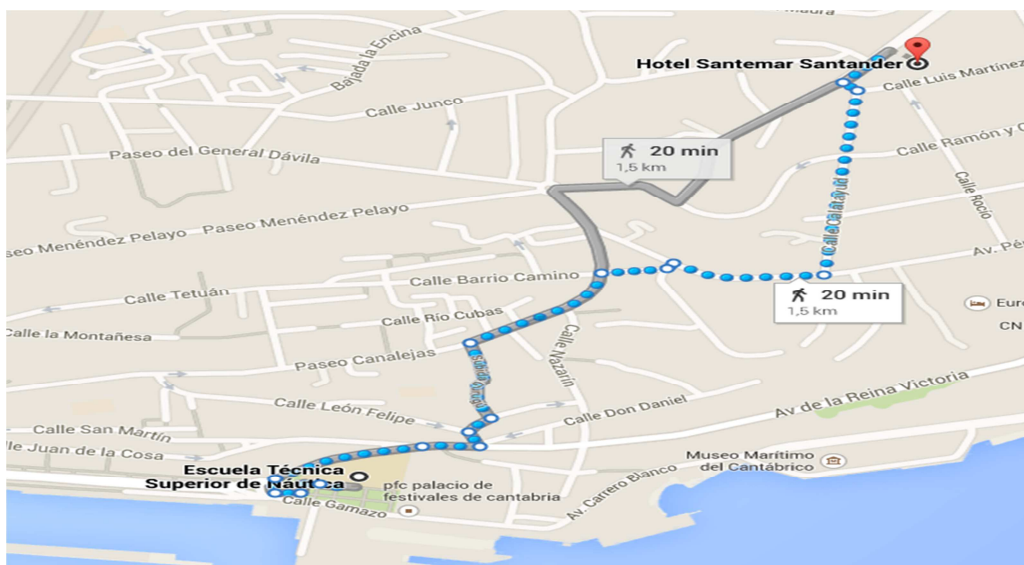 Maura
Bajada la Encina
Hotel Santemar Santander
Calle Luis Martínez
Calle Junco
20 min
1,5 km
Calle Ramón y C
Paseo del General Dávila
Calle Rocío
Calle Calatayud
Paseo Menéndez Pelayo
seo Menéndez Pelayo
Av. Pé
Calle Barrio Camino
Calle Tetuán
20 min
1,5 km
Euro
CN
Calle Río Cubas
Calle la Montañesa
Calle Nazarín
Paseo Canalejas
Av de la Reina Victoria
Calle León Felipe
Calle Don Daniel
Calle San Martín
lle Juan de la Cosa
Museo Marítimo
del Cantábrico
Escuela Técnica
Superior de Náutica
pfc palacio de
festivales de cantabria
Av. Carrero Blanco
Calle Gamazo